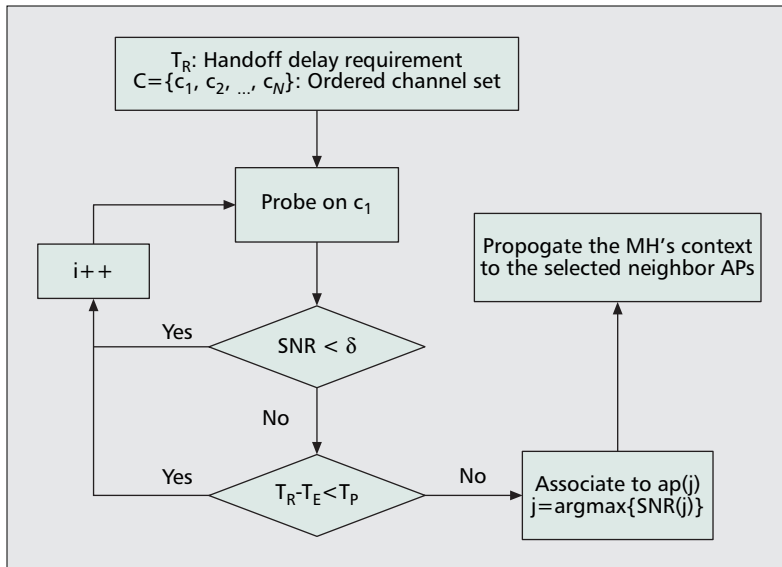 T_R: Handoff delay requirement
C={c_1, c_2, ..., c_N}: Ordered channel set
Probe on c_1
i++
Propogate the MH's context
to the selected neighbor APs
Yes
SNR < δ
No
Yes
T_R-T_E<T_P
No
Associate to ap(j)
j=argmax{SNR(j)}